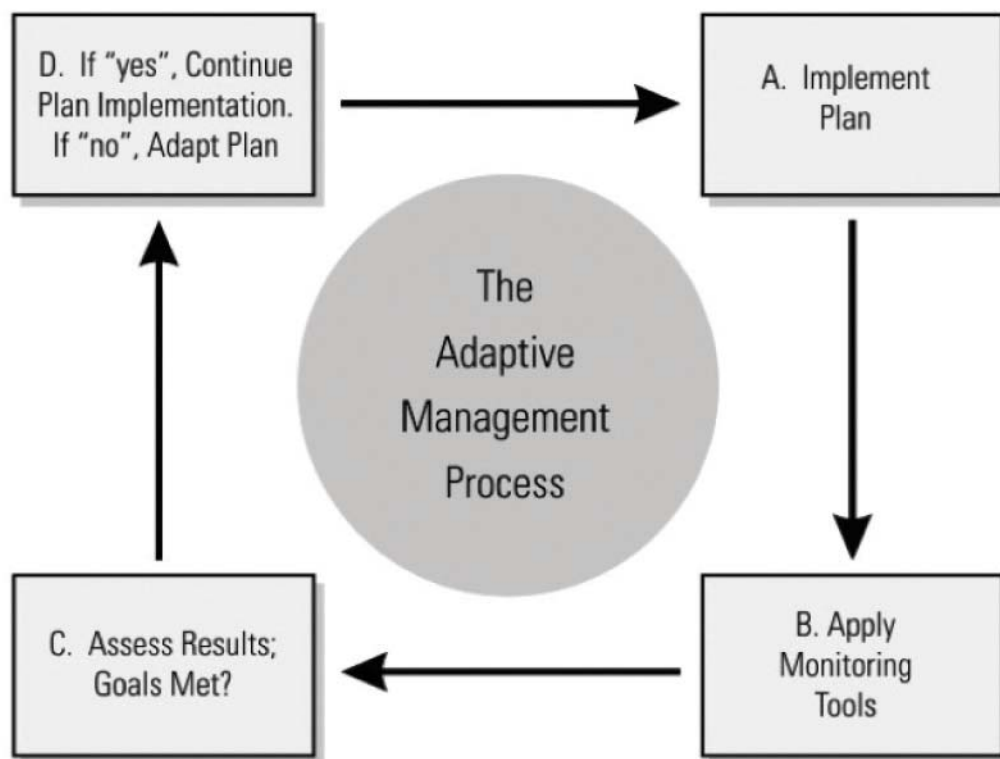 D. If “yes”, Continue
Plan Implementation.
If “no”, Adapt Plan
A. Implement
Plan
The
Adaptive
Management
Process
C. Assess Results;
Goals Met?
B. Apply
Monitoring
Tools